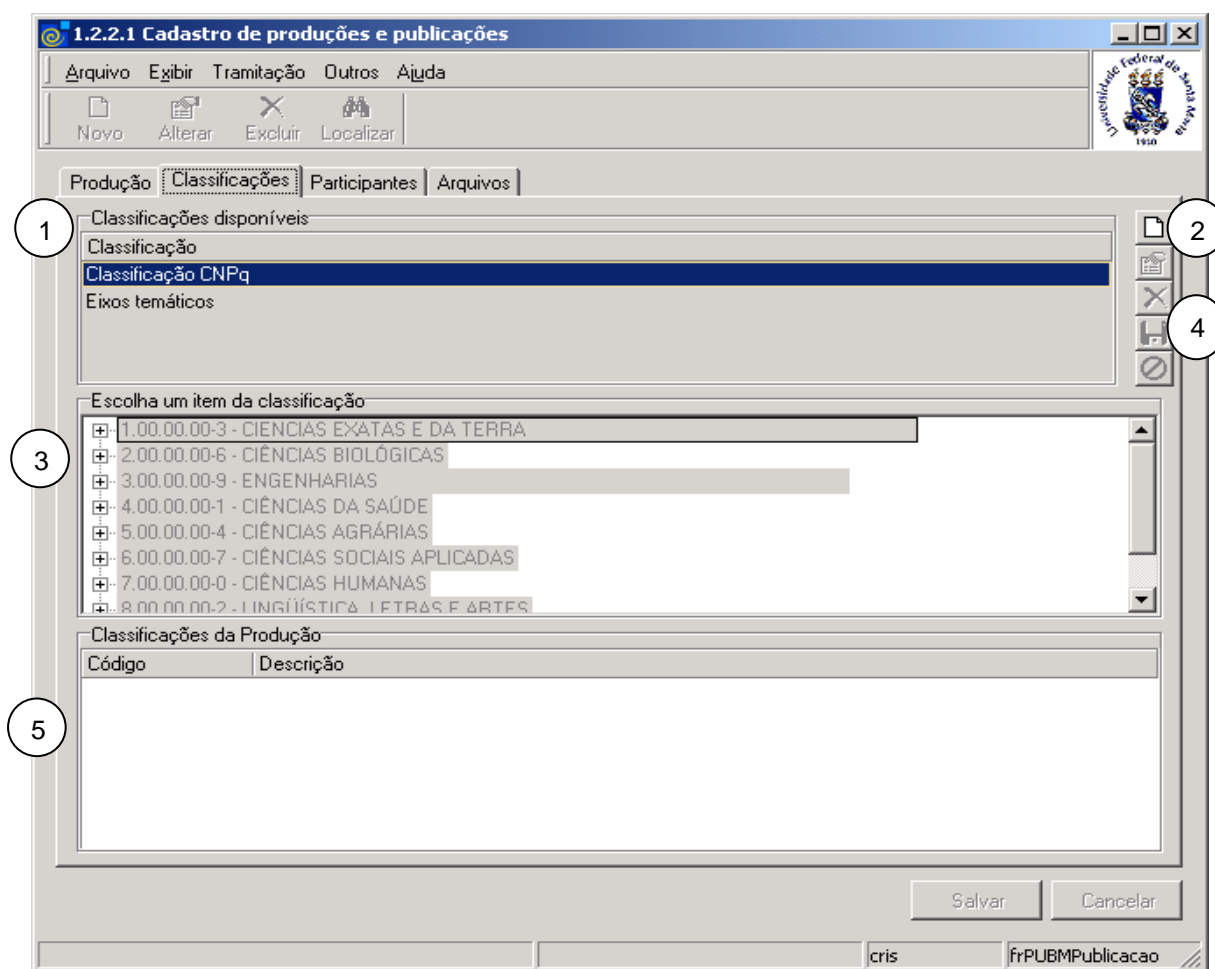 1.2.2.1 Cadastro de produções e publicações
Arquivo Exibir Tramitação Outros Ajuda
Novo Alterar Excluir Localizar
Universidade Federal de Santa Maria
1960
Produção Classificações Participantes Arquivos
1
Classificações disponíveis
2
Classificação
Classificação CNPq
Eixos temáticos
4
Escolha um item da classificação
1.00.00.00-3 - CIENCIAS EXATAS E DA TERRA
3
2.00.00.00-6 - CIÊNCIAS BIOLÓGICAS
3.00.00.00-9 - ENGENHARIAS
4.00.00.00-1 - CIÊNCIAS DA SAÚDE
5.00.00.00-4 - CIÊNCIAS AGRÁRIAS
6.00.00.00-7 - CIÊNCIAS SOCIAIS APLICADAS
7.00.00.00-0 - CIÊNCIAS HUMANAS
8.00.00.00-2 - LINGÜÍSTICA, LETRAS E ARTES
Classificações da Produção
Código Descrição
5
Salvar Cancelar
cris frPUBMPublicacao